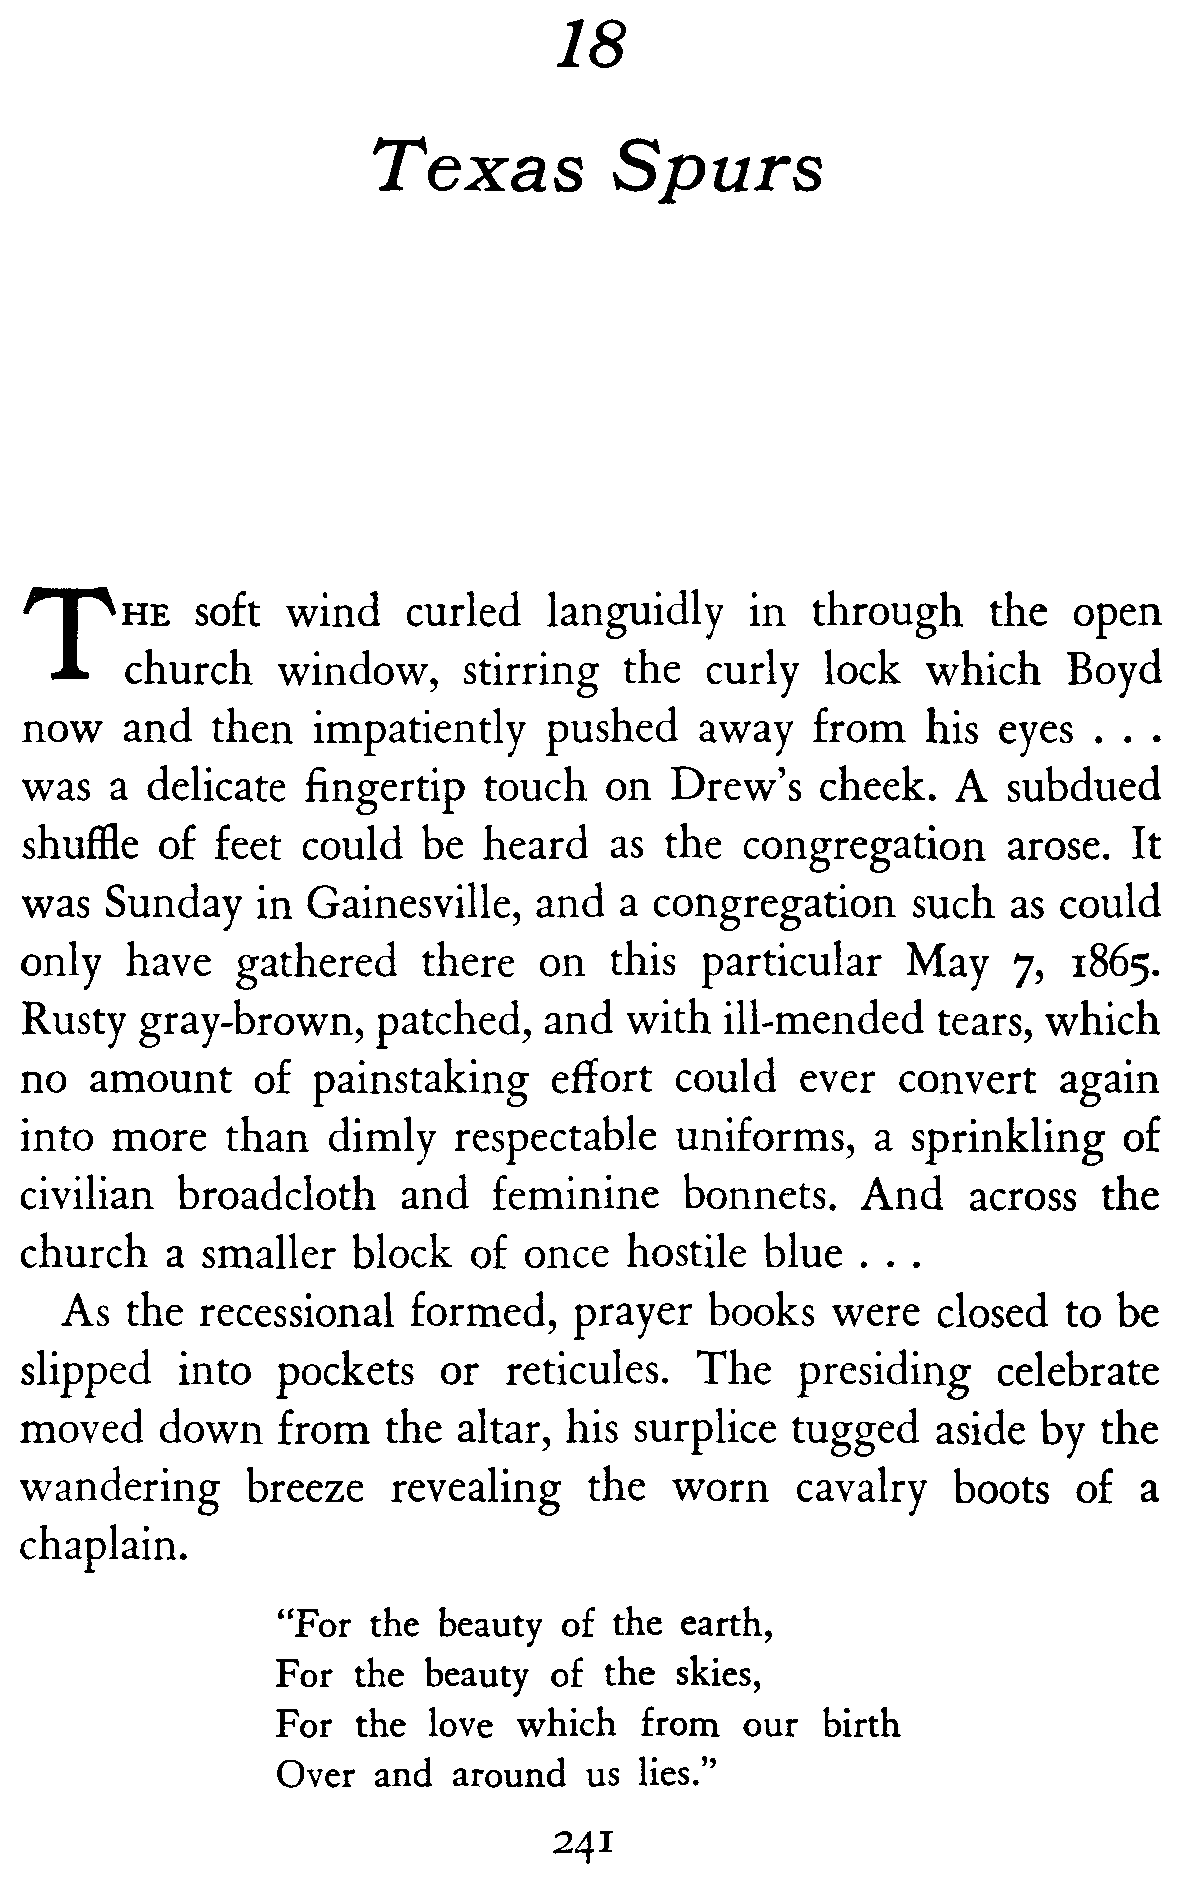 18
Texas Spurs
THE soft wind curled languidly in through the open
church window, stirring the curly lock which Boyd
now and then impatiently pushed away from his eyes . . .
was a delicate fingertip touch on Drew's cheek. A subdued
shuffle of feet could be heard as the congregation arose. It
was Sunday in Gainesville, and a congregation such as could
only have gathered there on this particular May 7, 1865.
Rusty gray-brown, patched, and with ill-mended tears, which
no amount of painstaking effort could ever convert again
into more than dimly respectable uniforms, a sprinkling of
civilian broadcloth and feminine bonnets. And across the
church a smaller block of once hostile blue . . .
As the recessional formed, prayer books were closed to be
slipped into pockets or reticules. The presiding celebrate
moved down from the altar, his surplice tugged aside by the
wandering breeze revealing the worn cavalry boots of a
chaplain.
"For the beauty of the earth,
For the beauty of the skies,
For the love which from our birth
Over and around us lies."
241